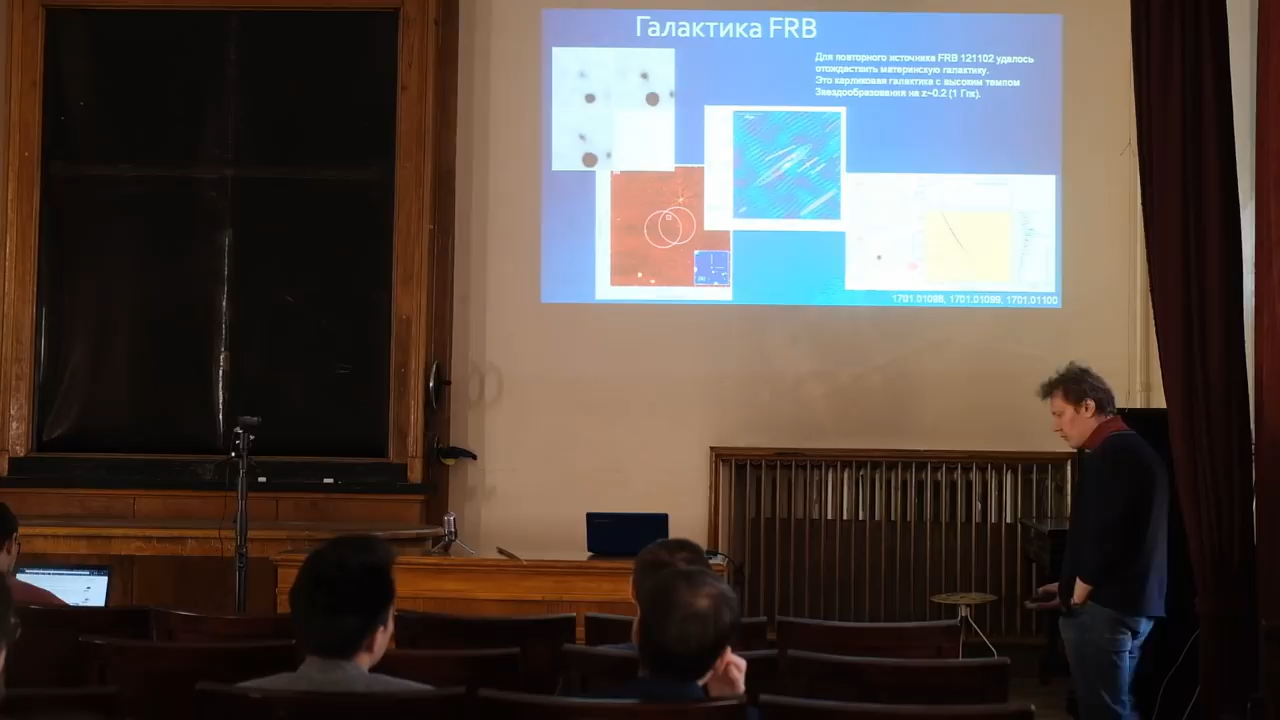 Галактика FRB
Для повторного источника FRB 121102 удалось
отождествить материнскую галактику.
Это карликовая галактика с высоким темпом
Звездообразования на z~0.2 (1 Гпк).
1701.01098, 1701.01099, 1701.01100